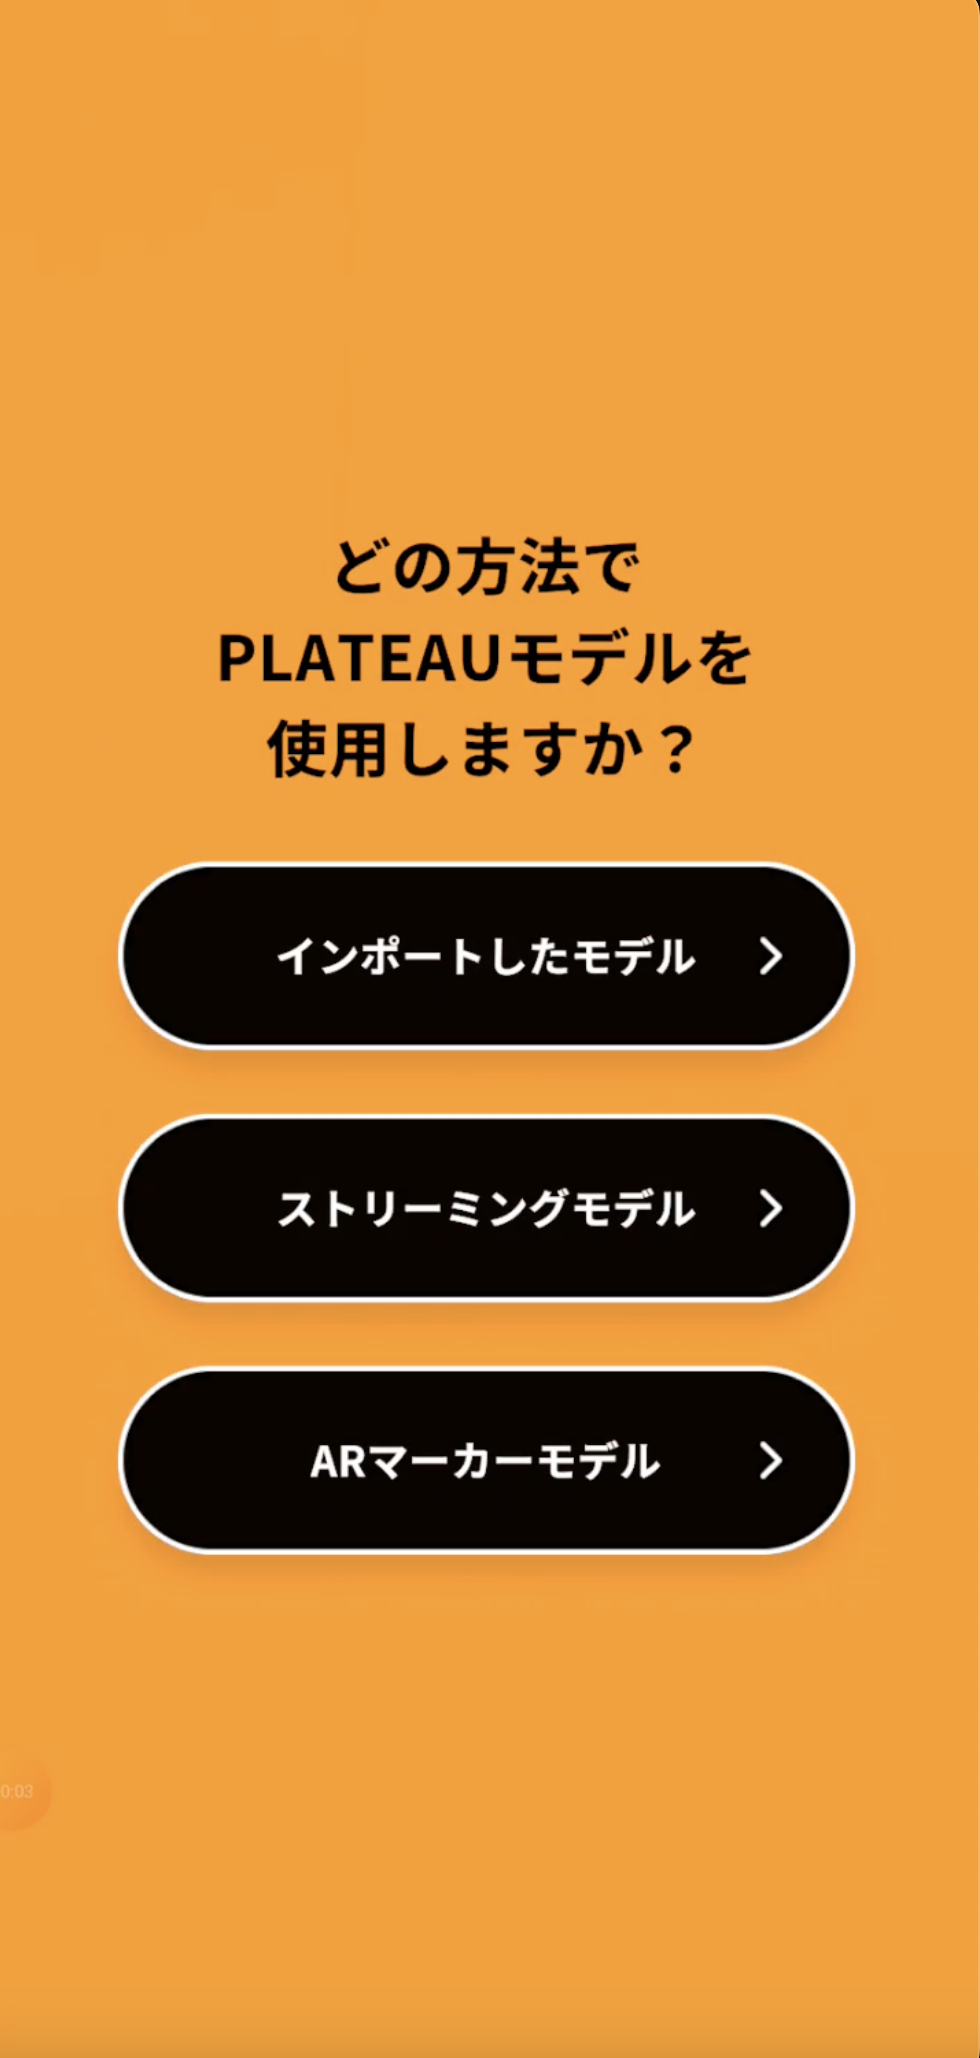 どの方法で
PLATEAUモデルを
使用しますか？
インポートしたモデル
ストリーミングモデル
ARマーカーモデル
0:03